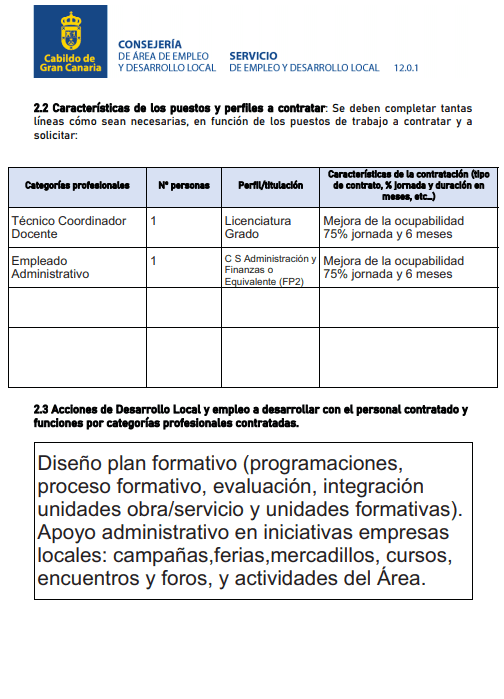 Cabildo de
Gran Canaria
CONSEJERÍA
DE ÁREA DE EMPLEO
Y DESARROLLO LOCAL
SERVICIO
DE EMPLEO Y DESARROLLO LOCAL 12.0.1
2.2 Características de los puestos y perfiles a contratar: Se deben completar tantas
líneas cómo sean necesarias, en función de los puestos de trabajo a contratar y a
solicitar:
Categorías profesionales
Nº personas
Perfil/titulación
Características de la contratación (tipo
de contrato, % jornada y duración en
meses, etc...)
Técnico Coordinador
Docente
1
Licenciatura
Grado
Mejora de la ocupabilidad
75% jornada y 6 meses
Empleado
Administrativo
1
C S Administración y
Finanzas o
Equivalente (FP2)
Mejora de la ocupabilidad
75% jornada y 6 meses
2.3 Acciones de Desarrollo Local y empleo a desarrollar con el personal contratado y
funciones por categorías profesionales contratadas.
Diseño plan formativo (programaciones,
proceso formativo, evaluación, integración
unidades obra/servicio y unidades formativas).
Apoyo administrativo en iniciativas empresas
locales: campañas,ferias,mercadillos, cursos,
encuentros y foros, y actividades del Área.